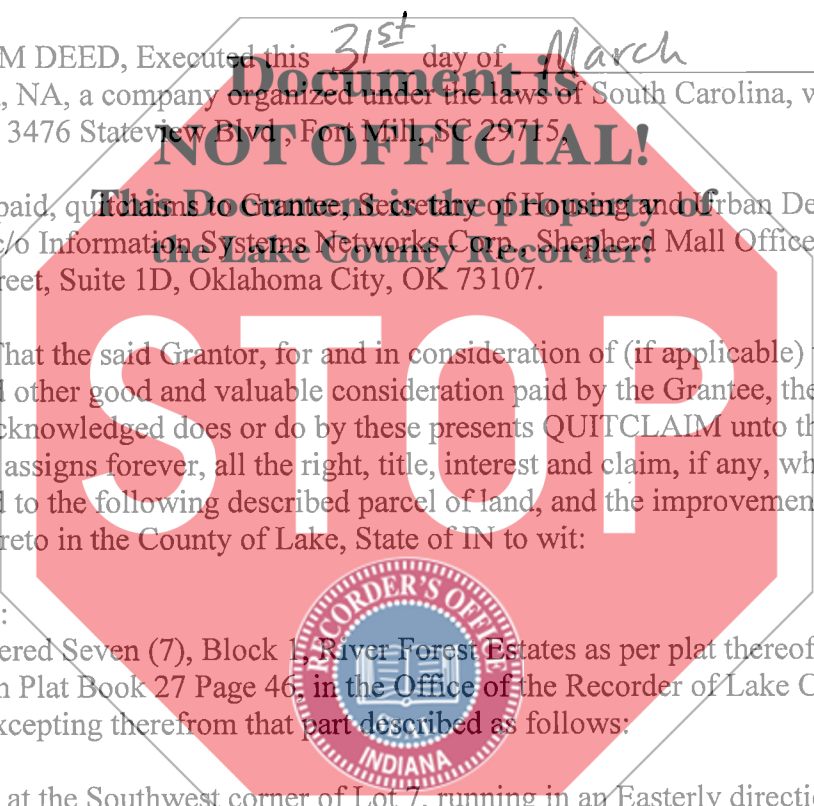 M DEED, Executed this 31st day of March
Document is
, NA, a company organized under the laws of South Carolina, v
3476 Stateview Blvd, Fort Mill, SC 29715,
NOT OFFICIAL!
paid, quitclaims to Grantee, Secretary of Housing and Urban De
This Document is the property of
c/o Information Systems Networks Corp., Shepherd Mall Office
the Lake County Recorder!
reet, Suite 1D, Oklahoma City, OK 73107.
STOP
That the said Grantor, for and in consideration of (if applicable)
d other good and valuable consideration paid by the Grantee, the
cknowledged does or do by these presents QUITCLAIM unto th
assigns forever, all the right, title, interest and claim, if any, wh
d to the following described parcel of land, and the improvemen
reto in the County of Lake, State of IN to wit:
:
ered Seven (7), Block 1, River Forest Estates as per plat thereof
n Plat Book 27 Page 46, in the Office of the Recorder of Lake C
xcepting therefrom that part described as follows:
RECORDER'S OFFICE
INDIANA
at the Southwest corner of Lot 7, running in an Easterly directi